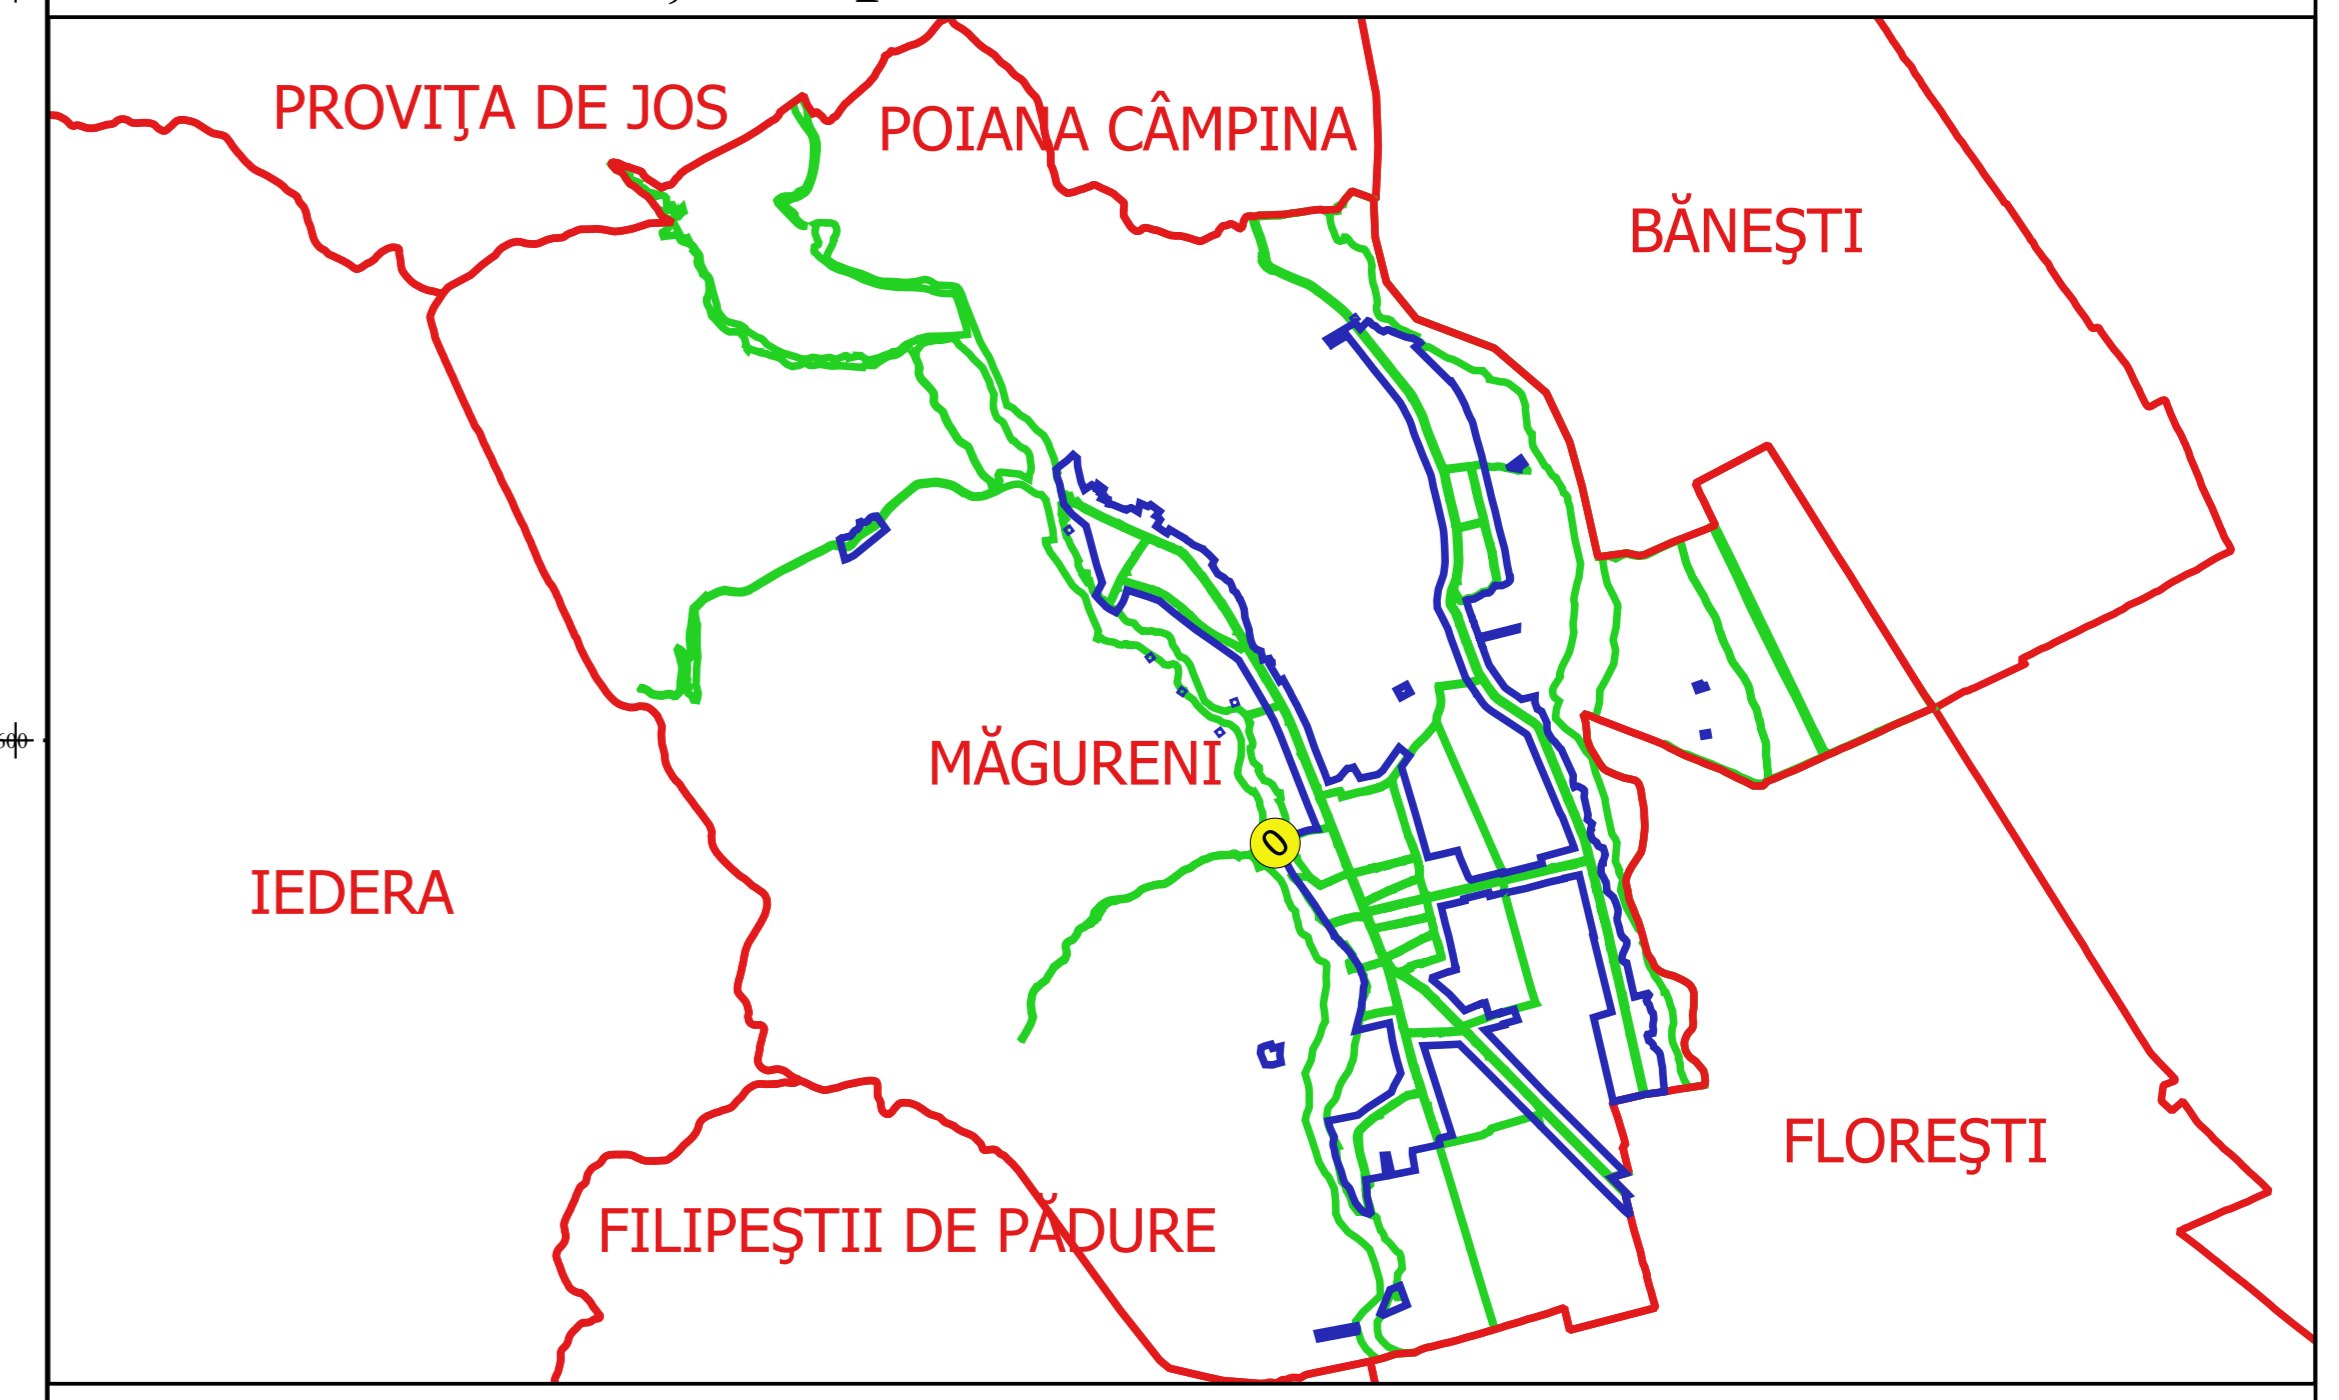 PROVIŢA DE JOS
POIANA CÂMPINA
BĂNEŞTI
MĂGURENI
0
IEDERA
FLOREŞTI
FILIPEŞTII DE PĂDURE